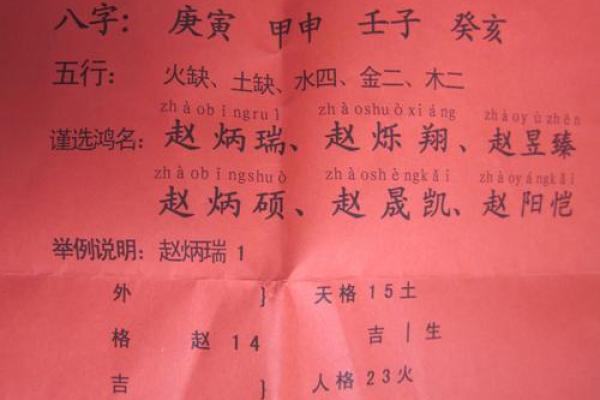 八字：庚寅 甲申 壬子 癸亥
五行：火缺、土缺、水四、金二、木二
zhàobǐngruì zhàoshuòxiáng zhàoyùzhēn
谨选鸿名：赵炳瑞、赵烁翔、赵昱臻
zhàobǐngshuò zhàoshèngkǎi zhàoyángkǎi
赵炳硕、赵晟凯、赵阳恺
举例说明：赵炳瑞 1
外 } 天格 15土
格 赵 14 吉 | 生
吉 } 人格 23火